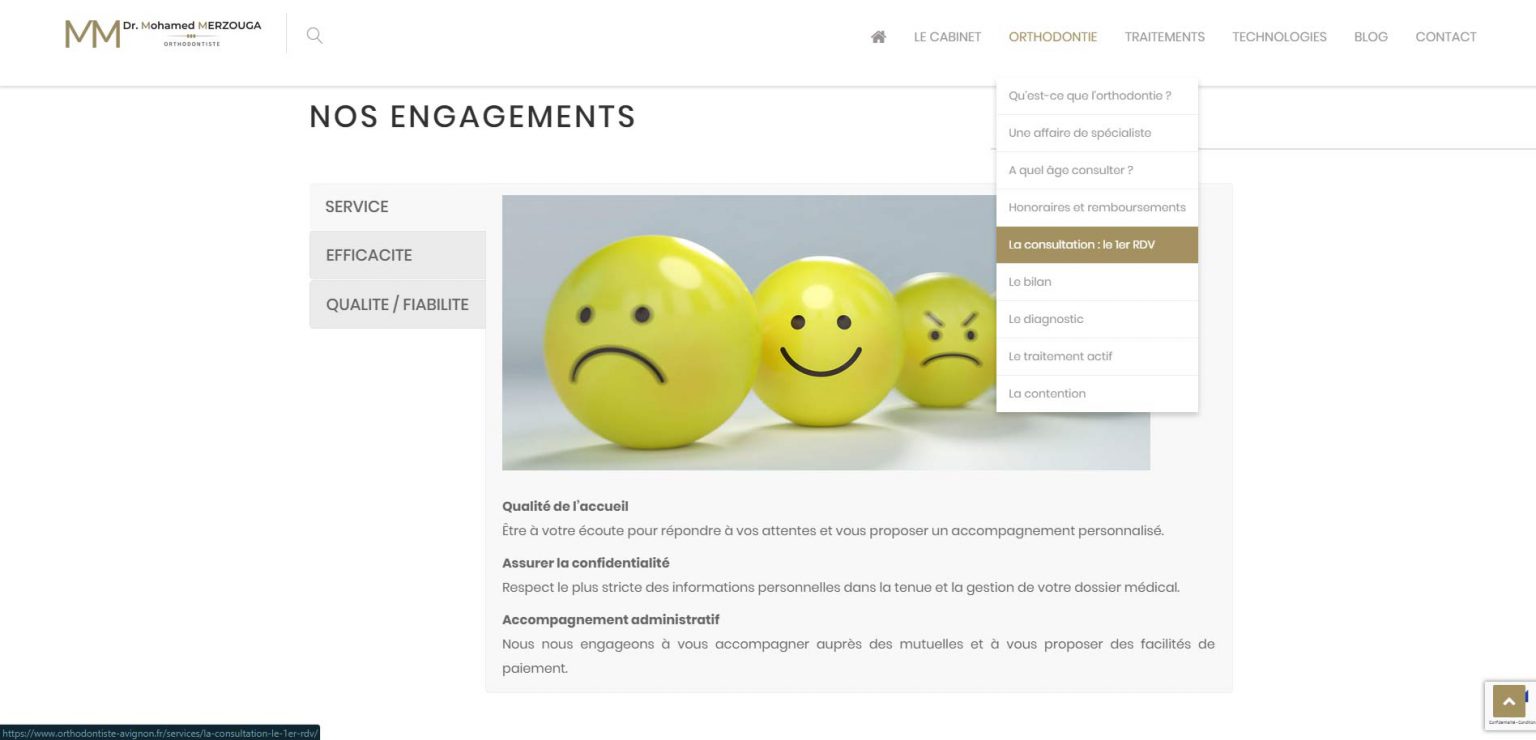 MM Dr. Mohamed MERZOUGA
ORTHODONTISTE
LE CABINET ORTHODONTIE TRAITEMENTS TECHNOLOGIES BLOG CONTACT
Qu'est-ce que l'orthodontie ?
Une affaire de spécialiste
A quel âge consulter ?
Honoraires et remboursements
La consultation : le 1er RDV
Le bilan
Le diagnostic
Le traitement actif
La contention
NOS ENGAGEMENTS
SERVICE
EFFICACITE
QUALITE / FIABILITE
Qualité de l'accueil
Être à votre écoute pour répondre à vos attentes et vous proposer un accompagnement personnalisé.
Assurer la confidentialité
Respect le plus stricte des informations personnelles dans la tenue et la gestion de votre dossier médical.
Accompagnement administratif
Nous nous engageons à vous accompagner auprès des mutuelles et à vous proposer des facilités de
paiement.
https://www.orthodontiste-avignon.fr/services/la-consultation-le-1er-rdv/